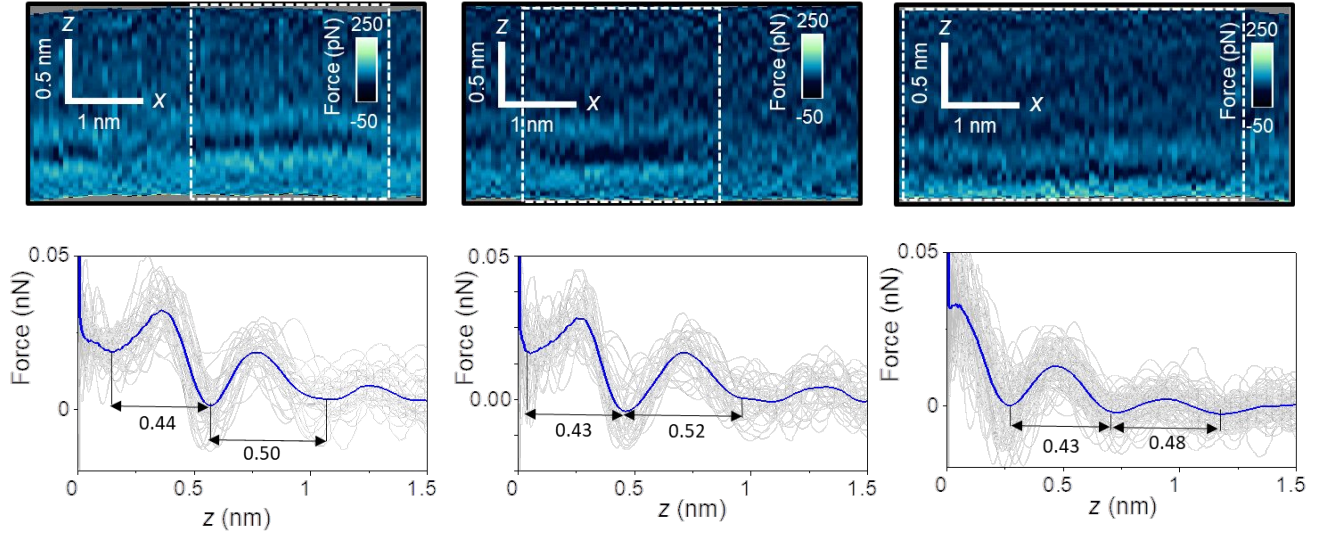 z
0.5 nm
x
1 nm
Force (pN)
250
-50
z
0.5 nm
x
1 nm
Force (pN)
250
-50
z
0.5 nm
x
1 nm
Force (pN)
250
-50
Force (nN)
0.05
0
0.44
0.50
0
0.5
1
1.5
z (nm)
Force (nN)
0.05
0.00
0.43
0.52
0
0.5
1
1.5
z (nm)
Force (nN)
0.05
0
0.43
0.48
0
0.5
1
1.5
z (nm)